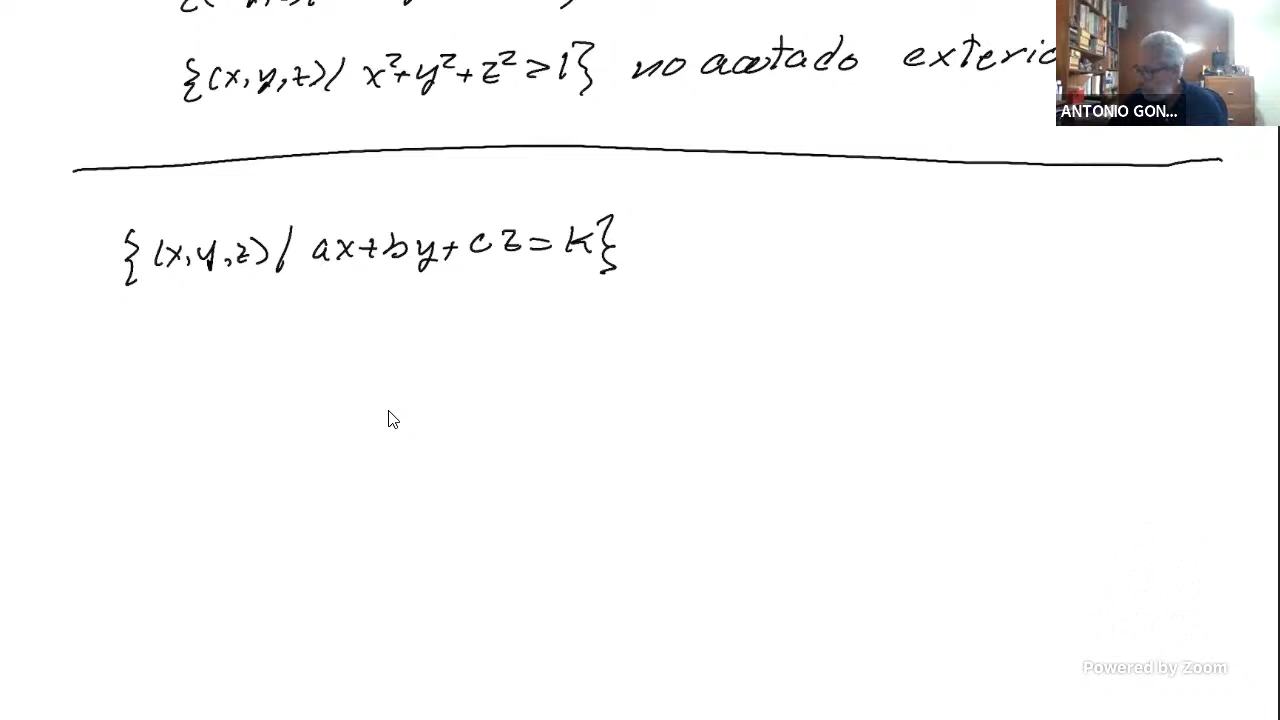 {(x,y,z)/ x²+y²+z²>1} no acotado exterio
ANTONIO GON...
{(x,y,z)/ ax+by+cz=k}
Powered by Zoom